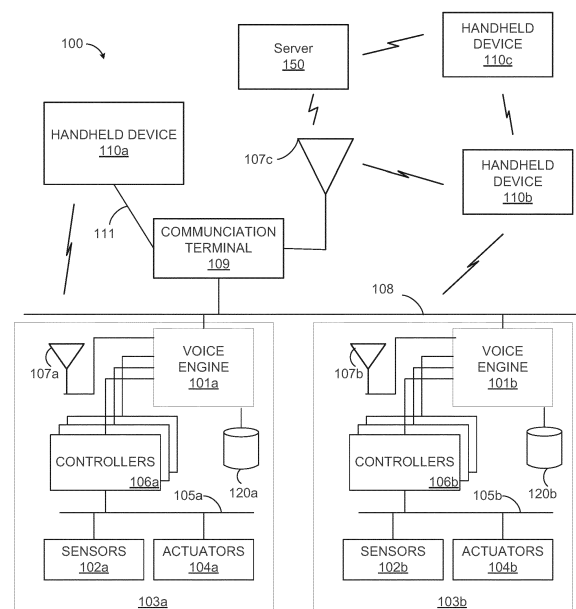 100
Server
150
HANDHELD
DEVICE
110c
HANDHELD DEVICE
110a
107c
HANDHELD
DEVICE
110b
111
COMMUNCIATION
TERMINAL
109
108
107a
VOICE
ENGINE
101a
CONTROLLERS
106a
120a
105a
SENSORS
102a
ACTUATORS
104a
103a
107b
VOICE
ENGINE
101b
CONTROLLERS
106b
120b
105b
SENSORS
102b
ACTUATORS
104b
103b